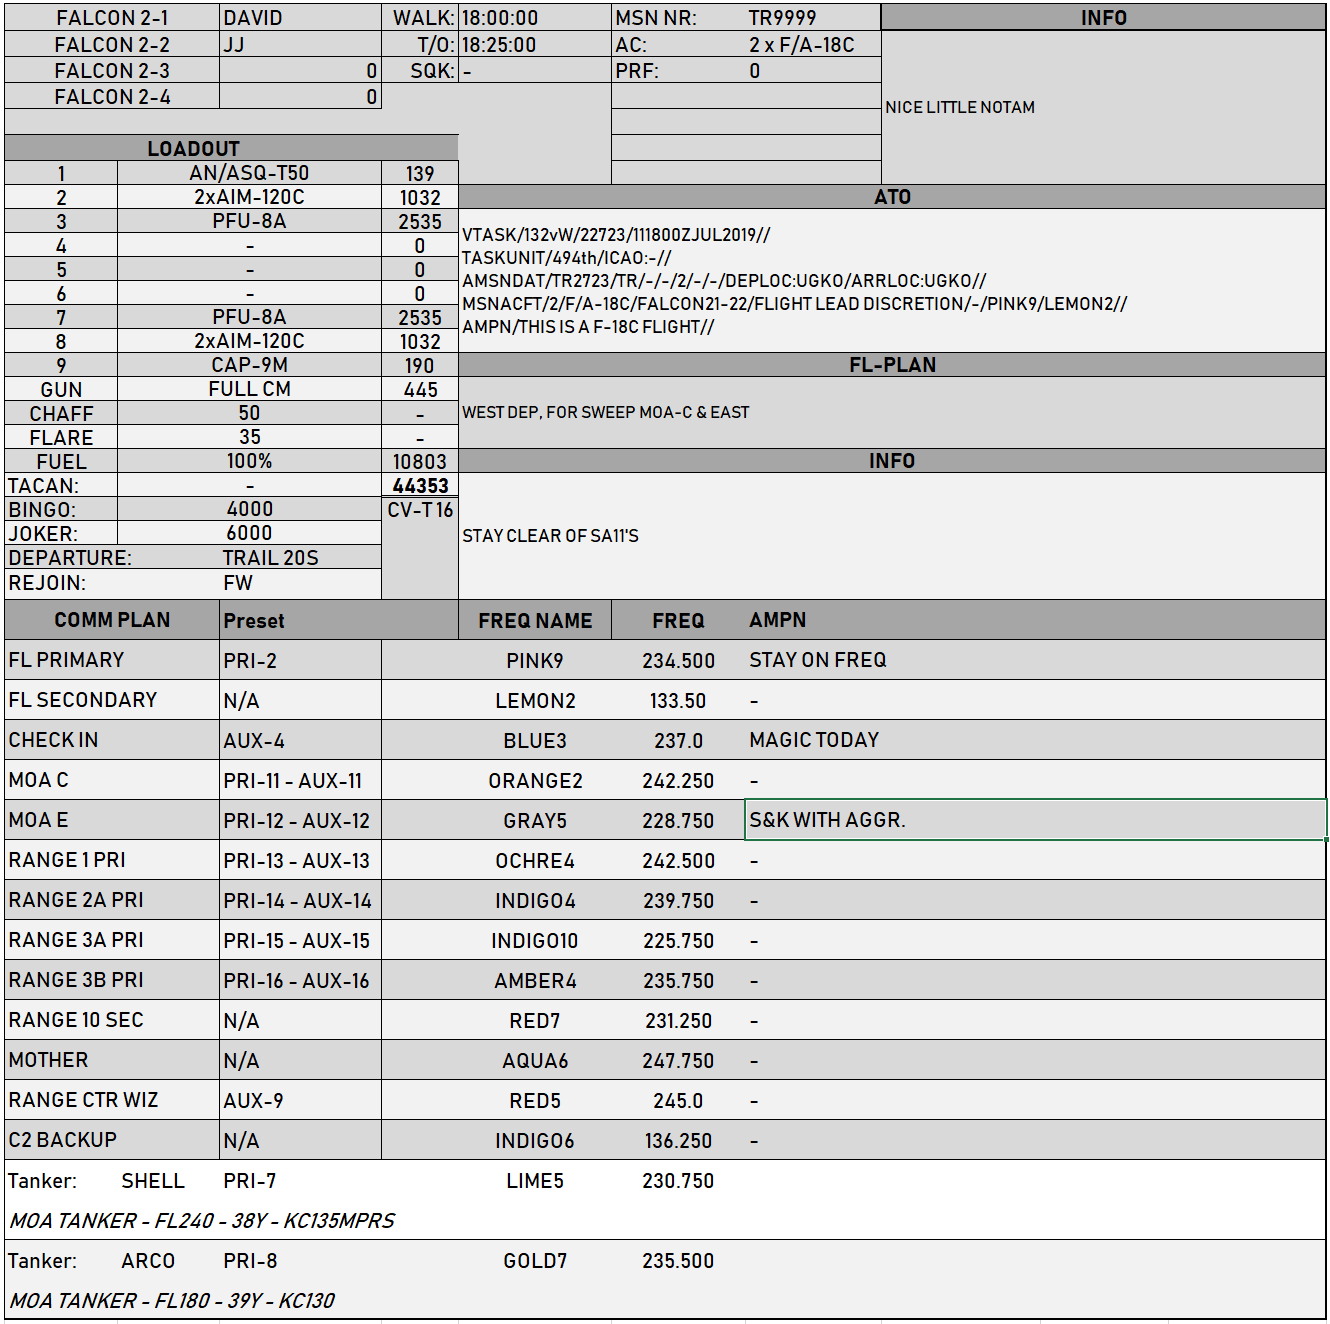 FALCON 2-1 DAVID WALK: 18:00:00 MSN NR: TR9999 INFO
FALCON 2-2 JJ T/O: 18:25:00 AC: 2 x F/A-18C
FALCON 2-3 0 SQK: - PRF: 0
FALCON 2-4 0
NICE LITTLE NOTAM
LOADOUT
1 AN/ASQ-T50 139
2 2xAIM-120C 1032
3 PFU-8A 2535
4 - 0
5 - 0
6 - 0
7 PFU-8A 2535
8 2xAIM-120C 1032
9 CAP-9M 190
GUN FULL CM 445
CHAFF 50 -
FLARE 35 -
FUEL 100% 10803
TACAN: - 44353
BINGO: 4000 CV-T 16
JOKER: 6000
DEPARTURE: TRAIL 20S
REJOIN: FW
ATO
VTASK/132vW/22723/111800ZJUL2019//
TASKUNIT/494th/ICAO:-//
AMSNDAT/TR2723/TR/-/-/2/-/-/DEPLOC:UGKO/ARRLOC:UGKO//
MSNACFT/2/F/A-18C/FALCON21-22/FLIGHT LEAD DISCRETION/-/PINK9/LEMON2//
AMPN/THIS IS A F-18C FLIGHT//
FL-PLAN
WEST DEP, FOR SWEEP MOA-C & EAST
INFO
STAY CLEAR OF SA11'S
COMM PLAN Preset FREQ NAME FREQ AMPN
FL PRIMARY PRI-2 PINK9 234.500 STAY ON FREQ
FL SECONDARY N/A LEMON2 133.50 -
CHECK IN AUX-4 BLUE3 237.0 MAGIC TODAY
MOA C PRI-11 - AUX-11 ORANGE2 242.250 -
MOA E PRI-12 - AUX-12 GRAY5 228.750 S&K WITH AGGR.
RANGE 1 PRI PRI-13 - AUX-13 OCHRE4 242.500 -
RANGE 2A PRI PRI-14 - AUX-14 INDIGO4 239.750 -
RANGE 3A PRI PRI-15 - AUX-15 INDIGO10 225.750 -
RANGE 3B PRI PRI-16 - AUX-16 AMBER4 235.750 -
RANGE 10 SEC N/A RED7 231.250 -
MOTHER N/A AQUA6 247.750 -
RANGE CTR WIZ AUX-9 RED5 245.0 -
C2 BACKUP N/A INDIGO6 136.250 -
Tanker: SHELL PRI-7 LIME5 230.750
MOA TANKER - FL240 - 38Y - KC135MPRS
Tanker: ARCO PRI-8 GOLD7 235.500
MOA TANKER - FL180 - 39Y - KC130